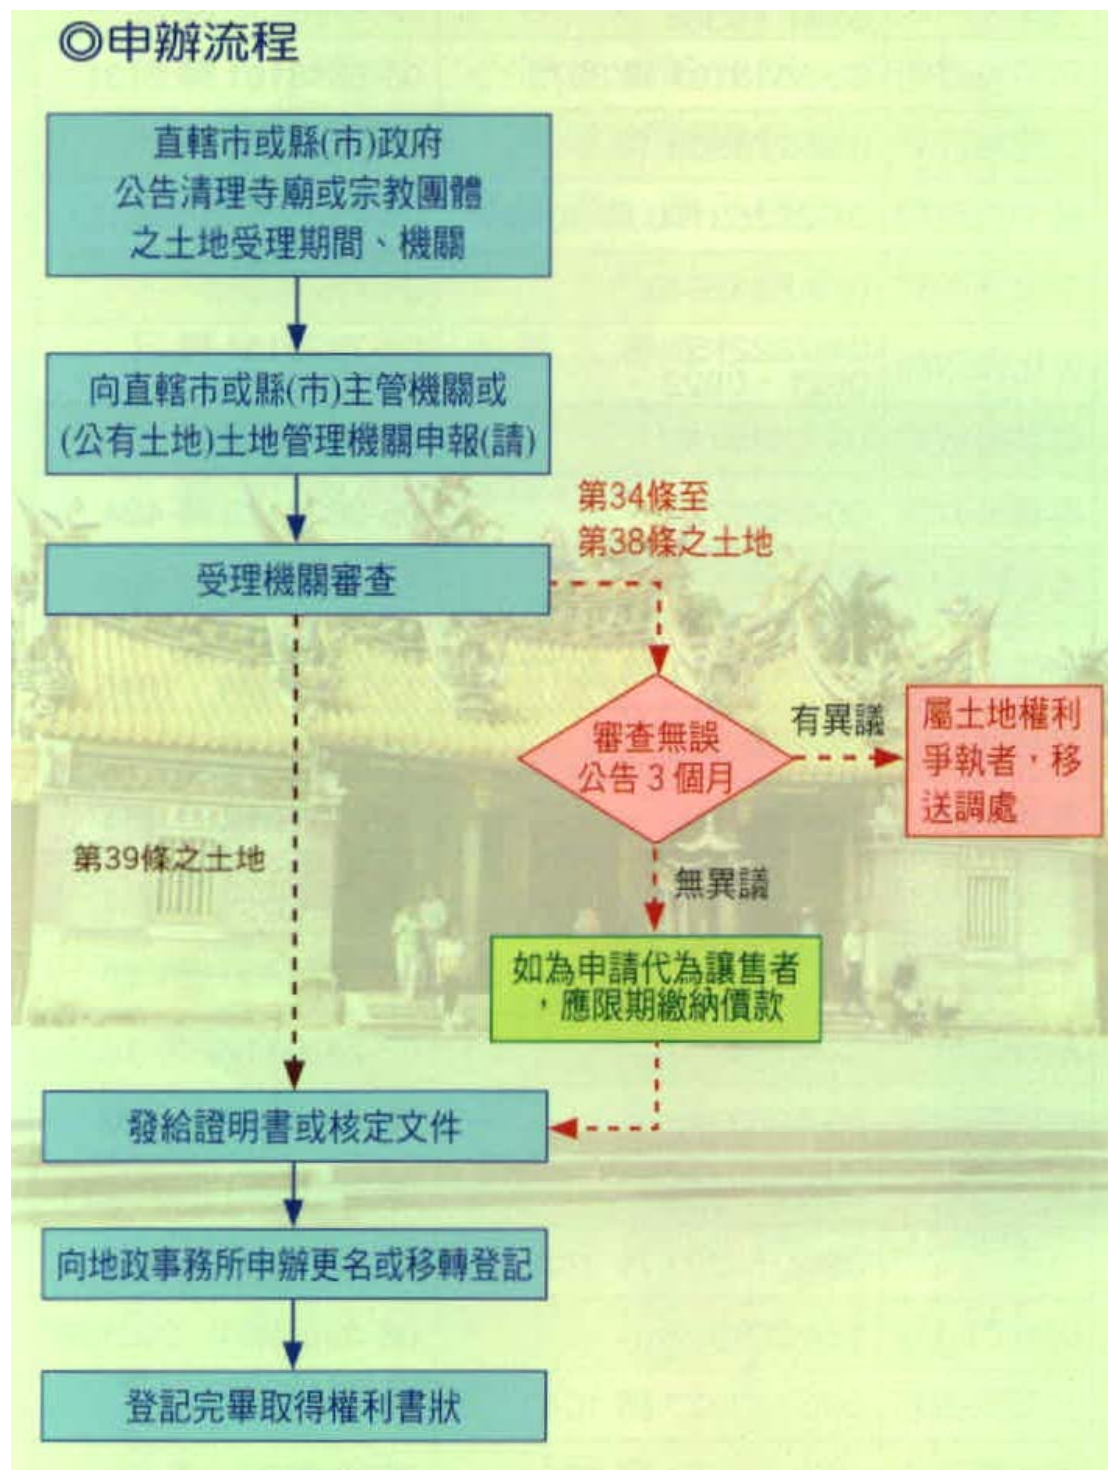 ◎申辦流程
直轄市或縣(市)政府
公告清理寺廟或宗教團體
之土地受理期間、機關
向直轄市或縣(市)主管機關或
(公有土地)土地管理機關申報(請)
受理機關審查
第34條至
第38條之土地
審查無誤
公告3個月
有異議
屬土地權利
爭執者，移
送調處
第39條之土地
無異議
如為申請代為讓售者
，應限期繳納價款
發給證明書或核定文件
向地政事務所申辦更名或移轉登記
登記完畢取得權利書狀